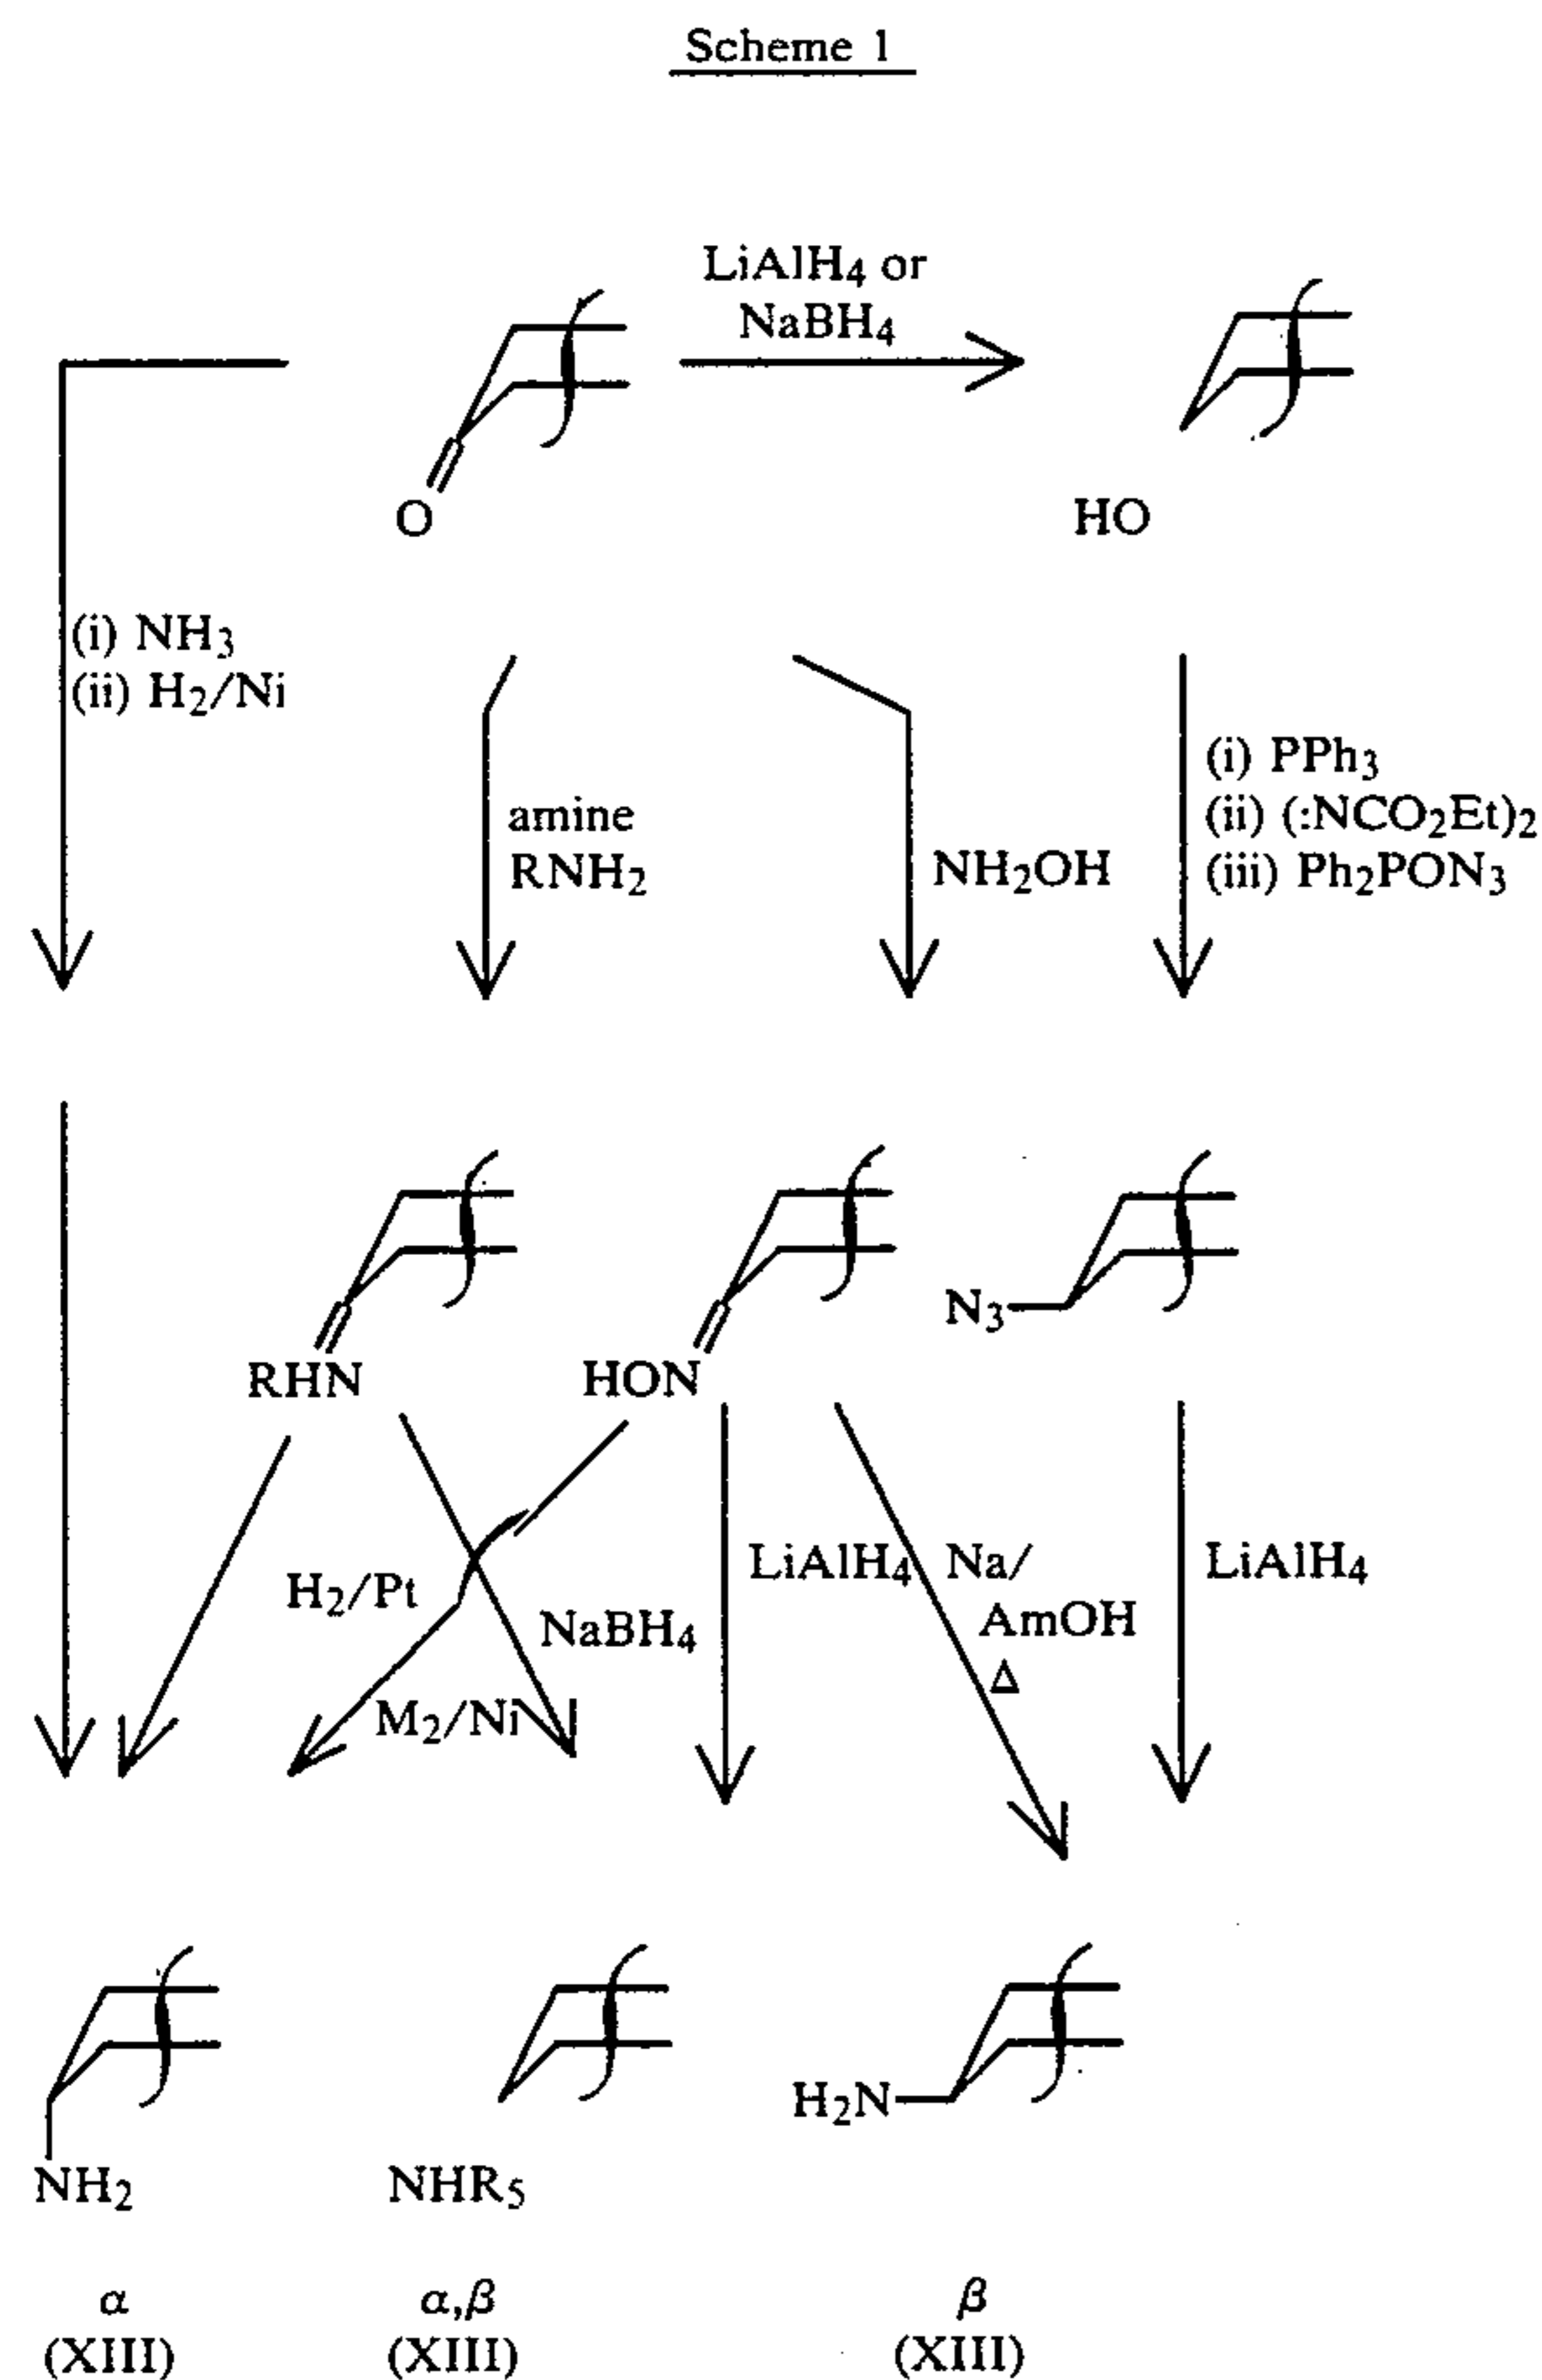 Scheme 1
LiAlH4 or
NaBH4
O
HO
(i) NH3
(ii) H2/Ni
amine
RNH2
NH2OH
(i) PPh3
(ii) (:NCO2Et)2
(iii) Ph2PON3
RHN
HON
N3
H2/Pt
NaBH4
M2/Ni
LiAlH4
Na/
AmOH
Δ
LiAlH4
NH2
NHR5
H2N
α
(XIII)
α,β
(XIII)
β
(XIII)